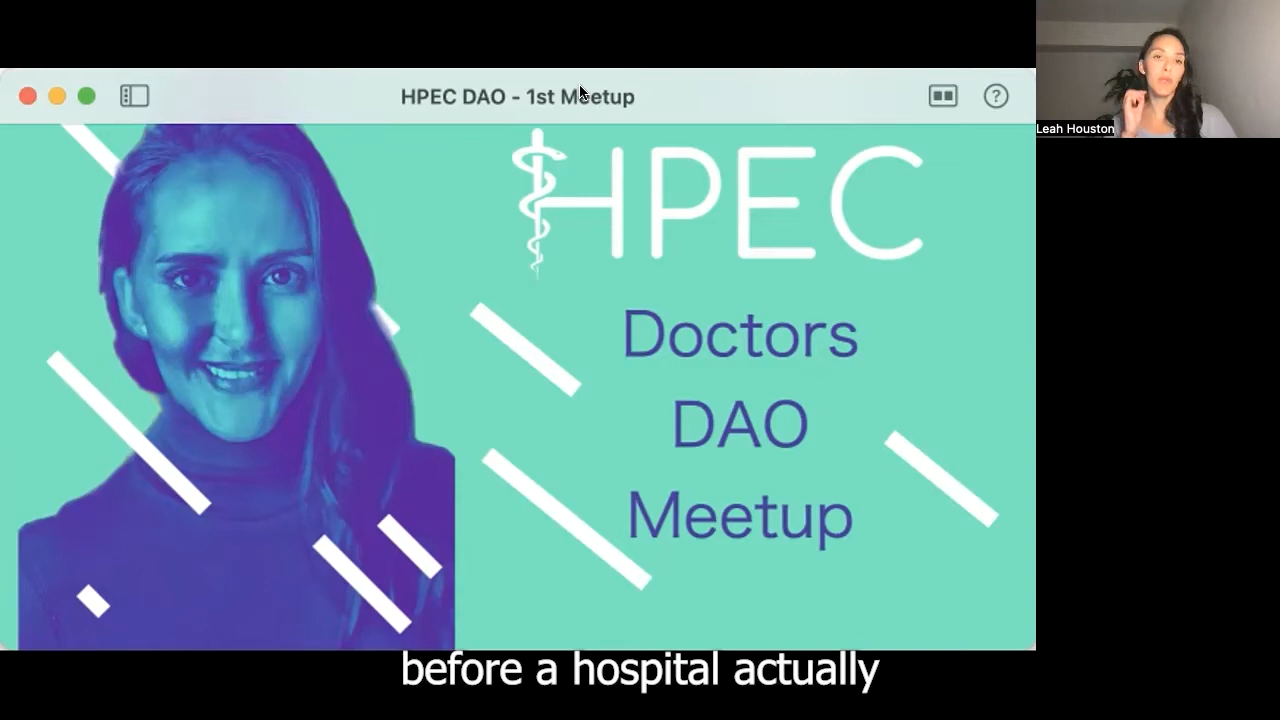 HPEC DAO - 1st Meetup
?
Leah Houston
HPEC
Doctors
DAO
Meetup
before a hospital actually